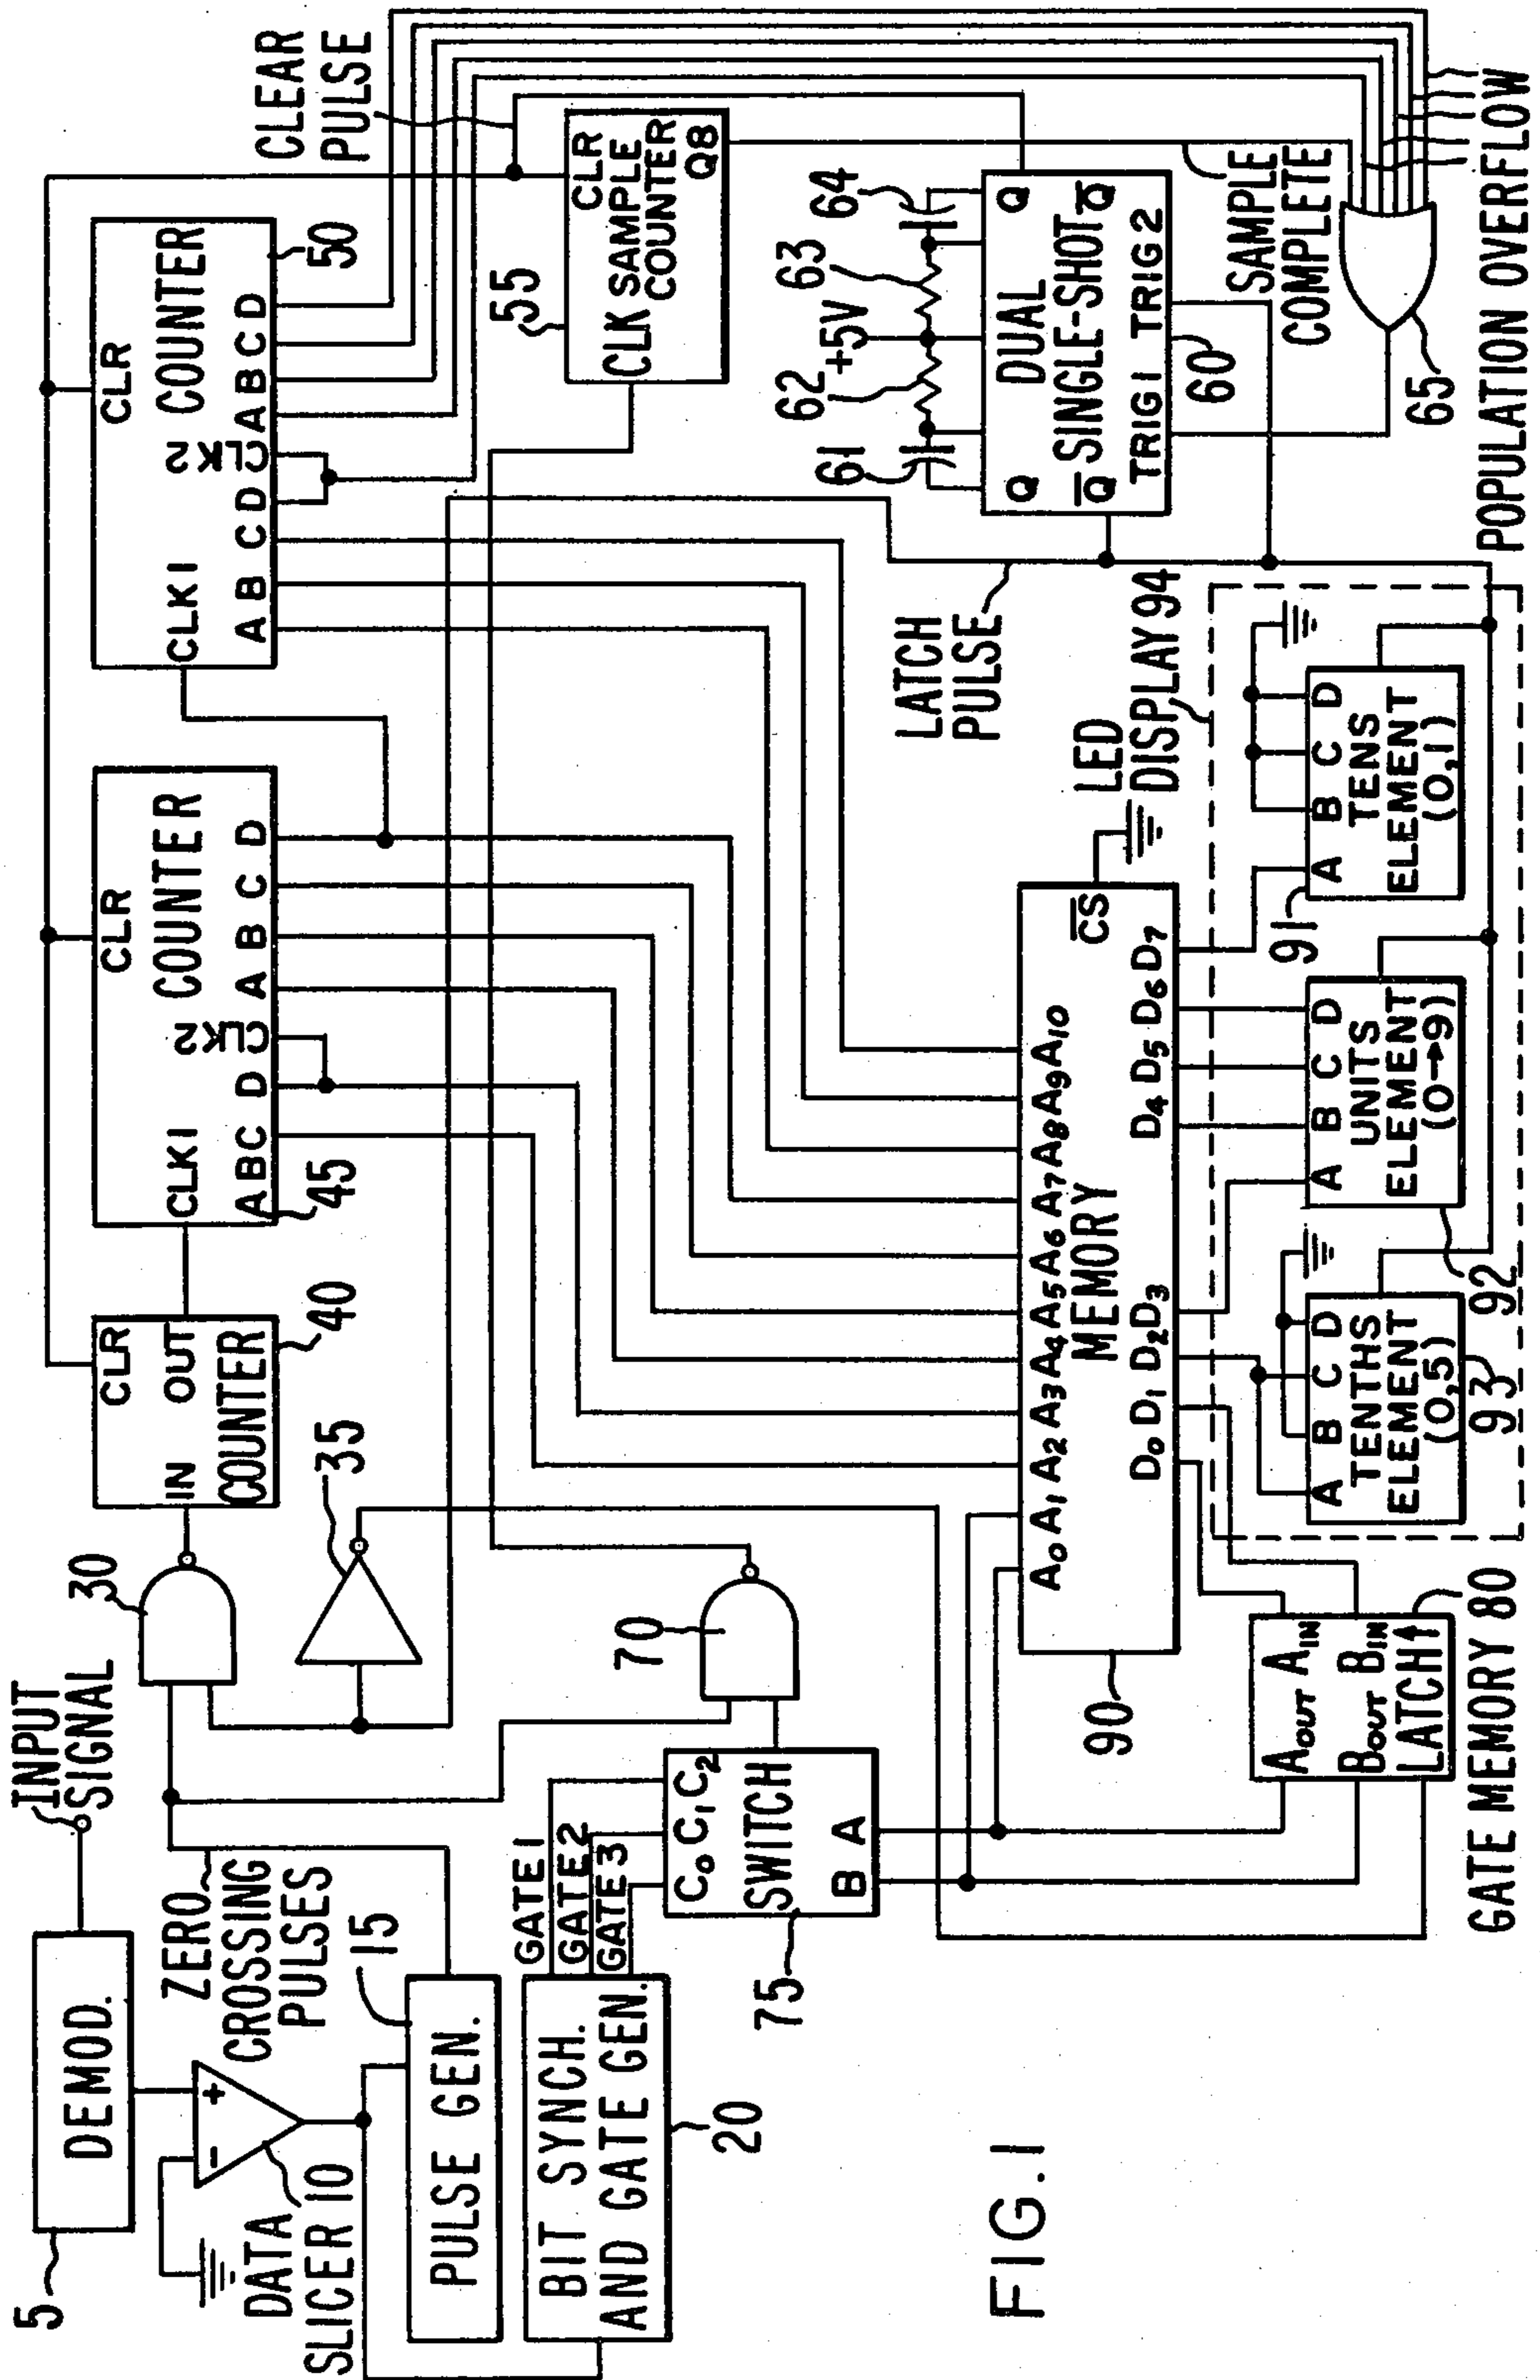 5
DEMOD.
INPUT
SIGNAL
DATA
SLICER 10
+
-
ZERO
CROSSING
PULSES
15
PULSE GEN.
BIT SYNCH.
AND GATE GEN.
20
GATE 1
GATE 2
GATE 3
C0 C1 C2
SWITCH
B A
75
30
35
70
IN OUT
CLR
COUNTER
40
CLK1
CLR
COUNTER
A B C D CLK2 A B C D
45
CLK1
CLR
COUNTER
A B C D CLK2 A B C D
50
CLEAR
PULSE
55
CLR
CLK SAMPLE
COUNTER
Q8
61
62
+5V
63
64
Q
Q
DUAL
SINGLE-SHOT
Q̅
Q̅
TRIG 1 TRIG 2
60
SAMPLE
COMPLETE
65
POPULATION OVERFLOW
LATCH
PULSE
A0 A1 A2 A3 A4 A5 A6 A7 A8 A9 A10
MEMORY
C̅S̅
D0 D1 D2 D3 D4 D5 D6 D7
90
LED
DISPLAY 94
A B C D
TENTHS
ELEMENT
(0,5)
93
A B C D
UNITS
ELEMENT
(0→9)
92
A B C D
TENS
ELEMENT
(0,1)
91
AOUT AIN
BOUT BIN
LATCH↑
GATE MEMORY 80
FIG. 1